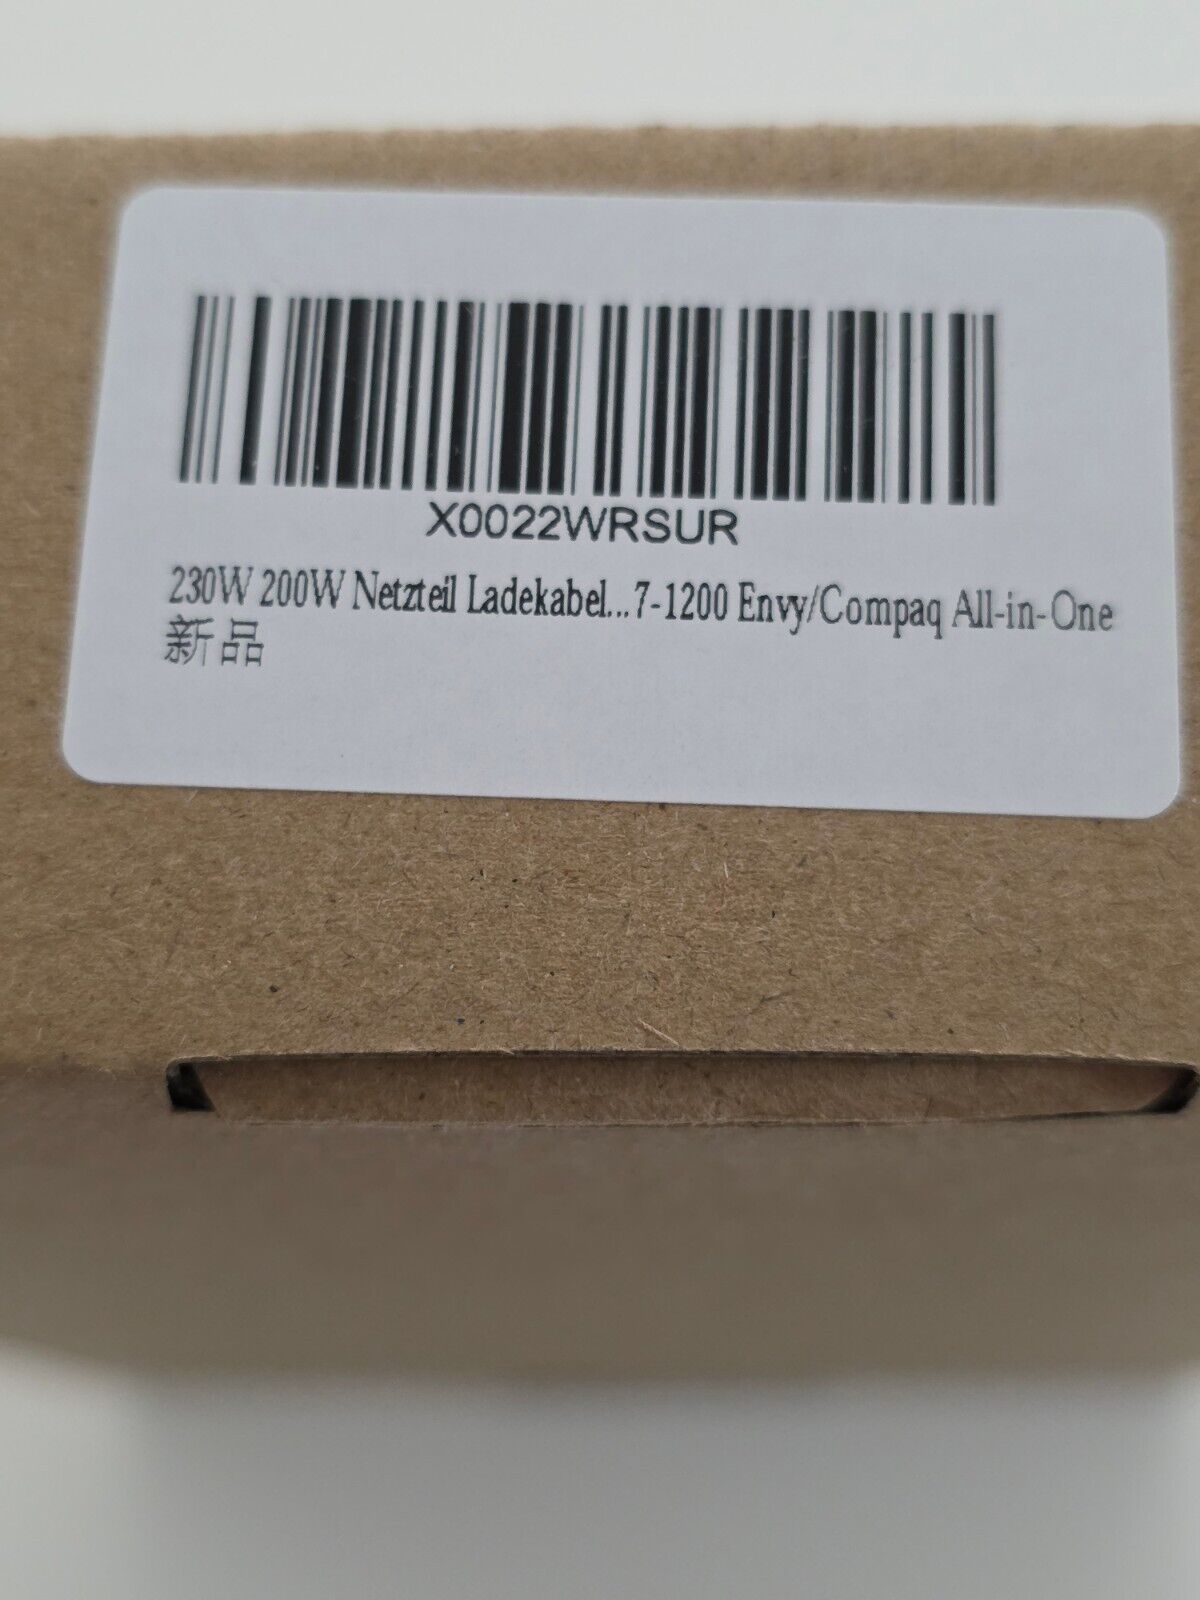 X0022WRSUR
230W 200W Netzteil Ladekabel...7-1200 Envy/Compaq All-in-One
新品